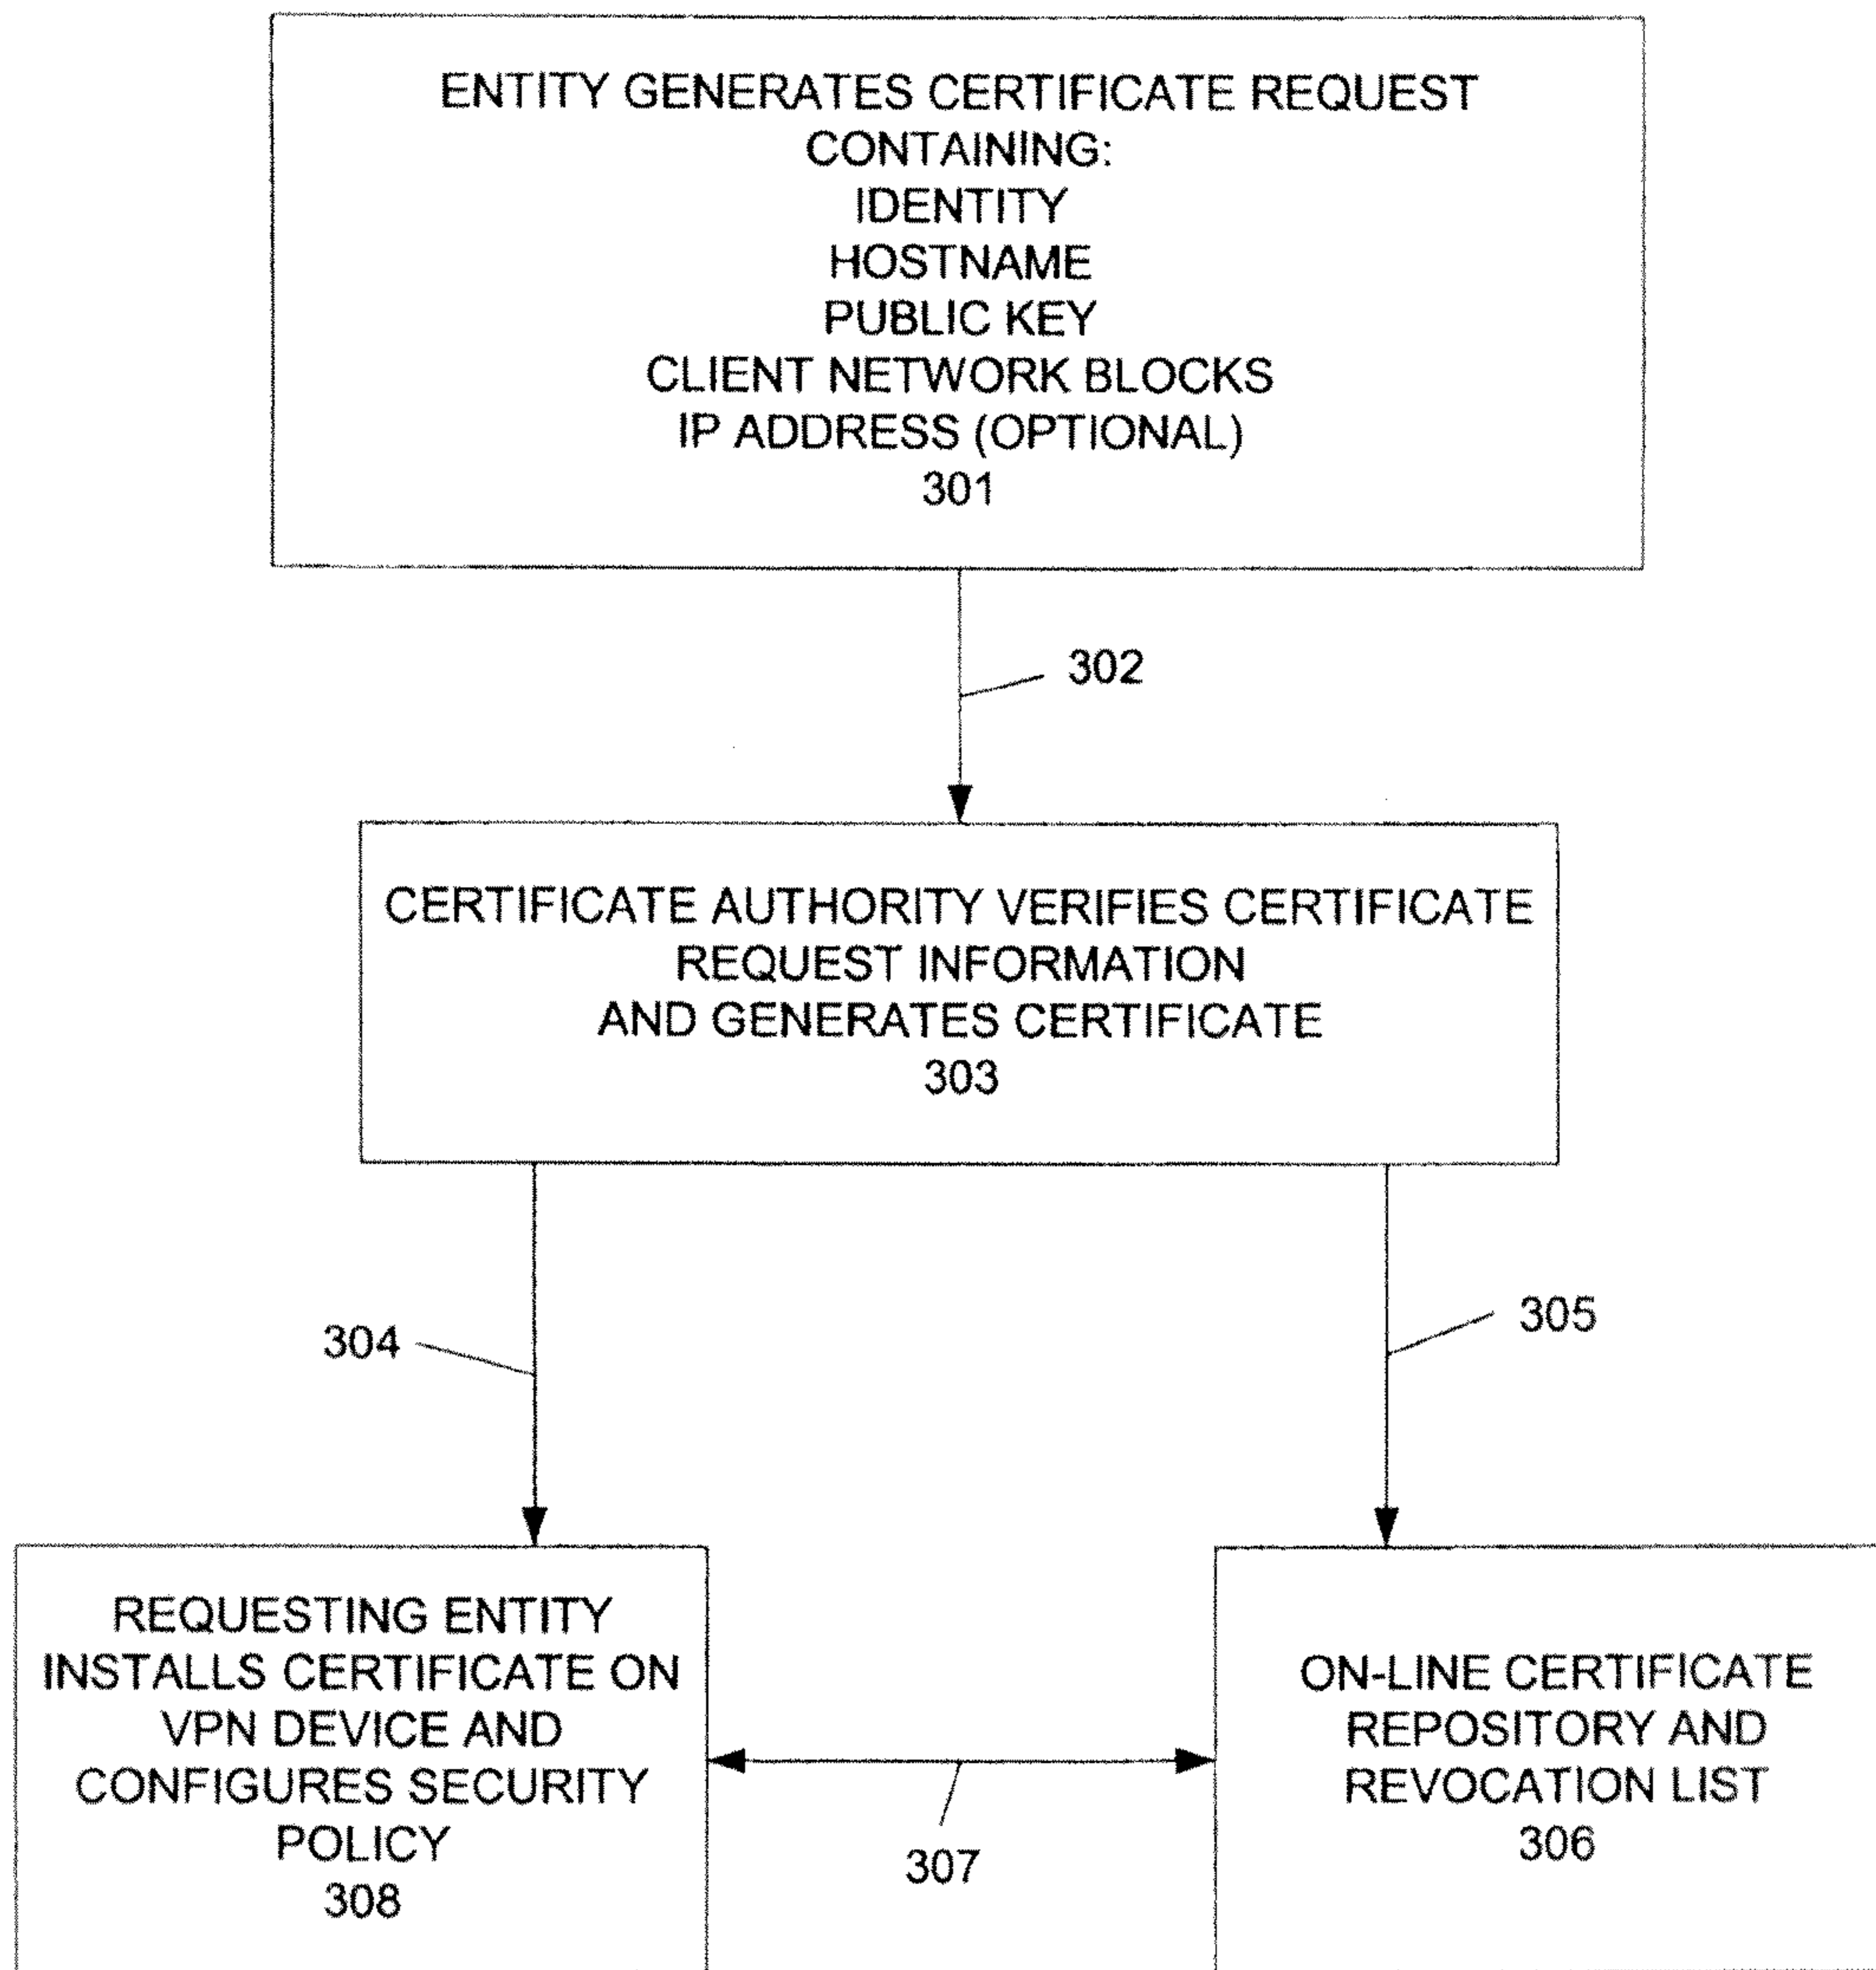 ENTITY GENERATES CERTIFICATE REQUEST
CONTAINING:
IDENTITY
HOSTNAME
PUBLIC KEY
CLIENT NETWORK BLOCKS
IP ADDRESS (OPTIONAL)
301
302
CERTIFICATE AUTHORITY VERIFIES CERTIFICATE
REQUEST INFORMATION
AND GENERATES CERTIFICATE
303
304
305
REQUESTING ENTITY
INSTALLS CERTIFICATE ON
VPN DEVICE AND
CONFIGURES SECURITY
POLICY
308
307
ON-LINE CERTIFICATE
REPOSITORY AND
REVOCATION LIST
306